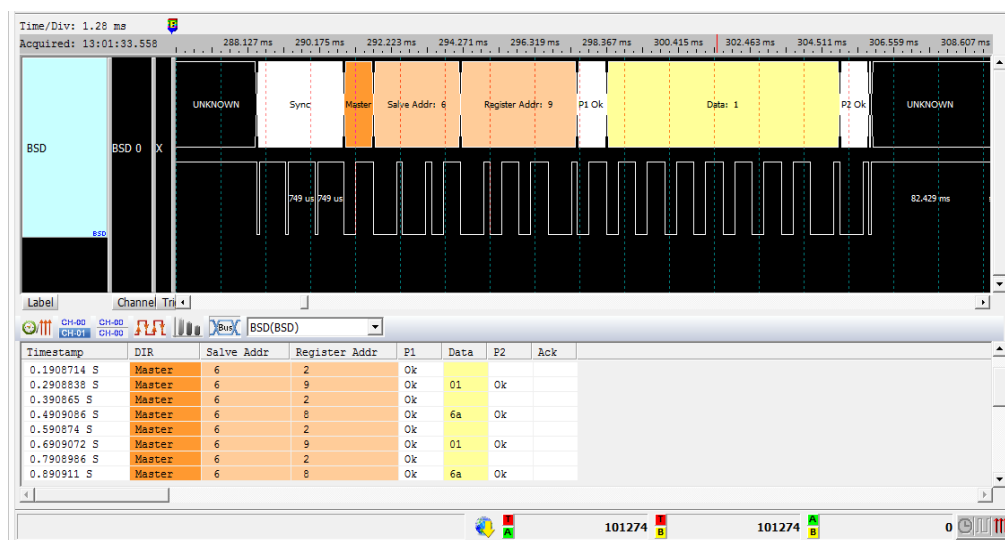 Time/Div: 1.28 ms
B
Acquired: 13:01:33.558
288.127 ms 290.175 ms 292.223 ms 294.271 ms 296.319 ms 298.367 ms 300.415 ms 302.463 ms 304.511 ms 306.559 ms 308.607 ms
UNKNOWN Sync Master Salve Addr: 6 Register Addr: 9 P1 Ok Data: 1 P2 Ok UNKNOWN
BSD BSD 0 X
749 us 749 us 82.429 ms
BSD
Label Channel Tri
CH-00 CH-00
CH-01 CH-00 Bus BSD(BSD)
Timestamp DIR Salve Addr Register Addr P1 Data P2 Ack
0.1908714 S Master 6 2 Ok
0.2908838 S Master 6 9 Ok 01 Ok
0.390865 S Master 6 2 Ok
0.4909086 S Master 6 8 Ok 6a Ok
0.590874 S Master 6 2 Ok
0.6909072 S Master 6 9 Ok 01 Ok
0.7908986 S Master 6 2 Ok
0.890911 S Master 6 8 Ok 6a Ok
T A 101274 T B 101274 A B 0